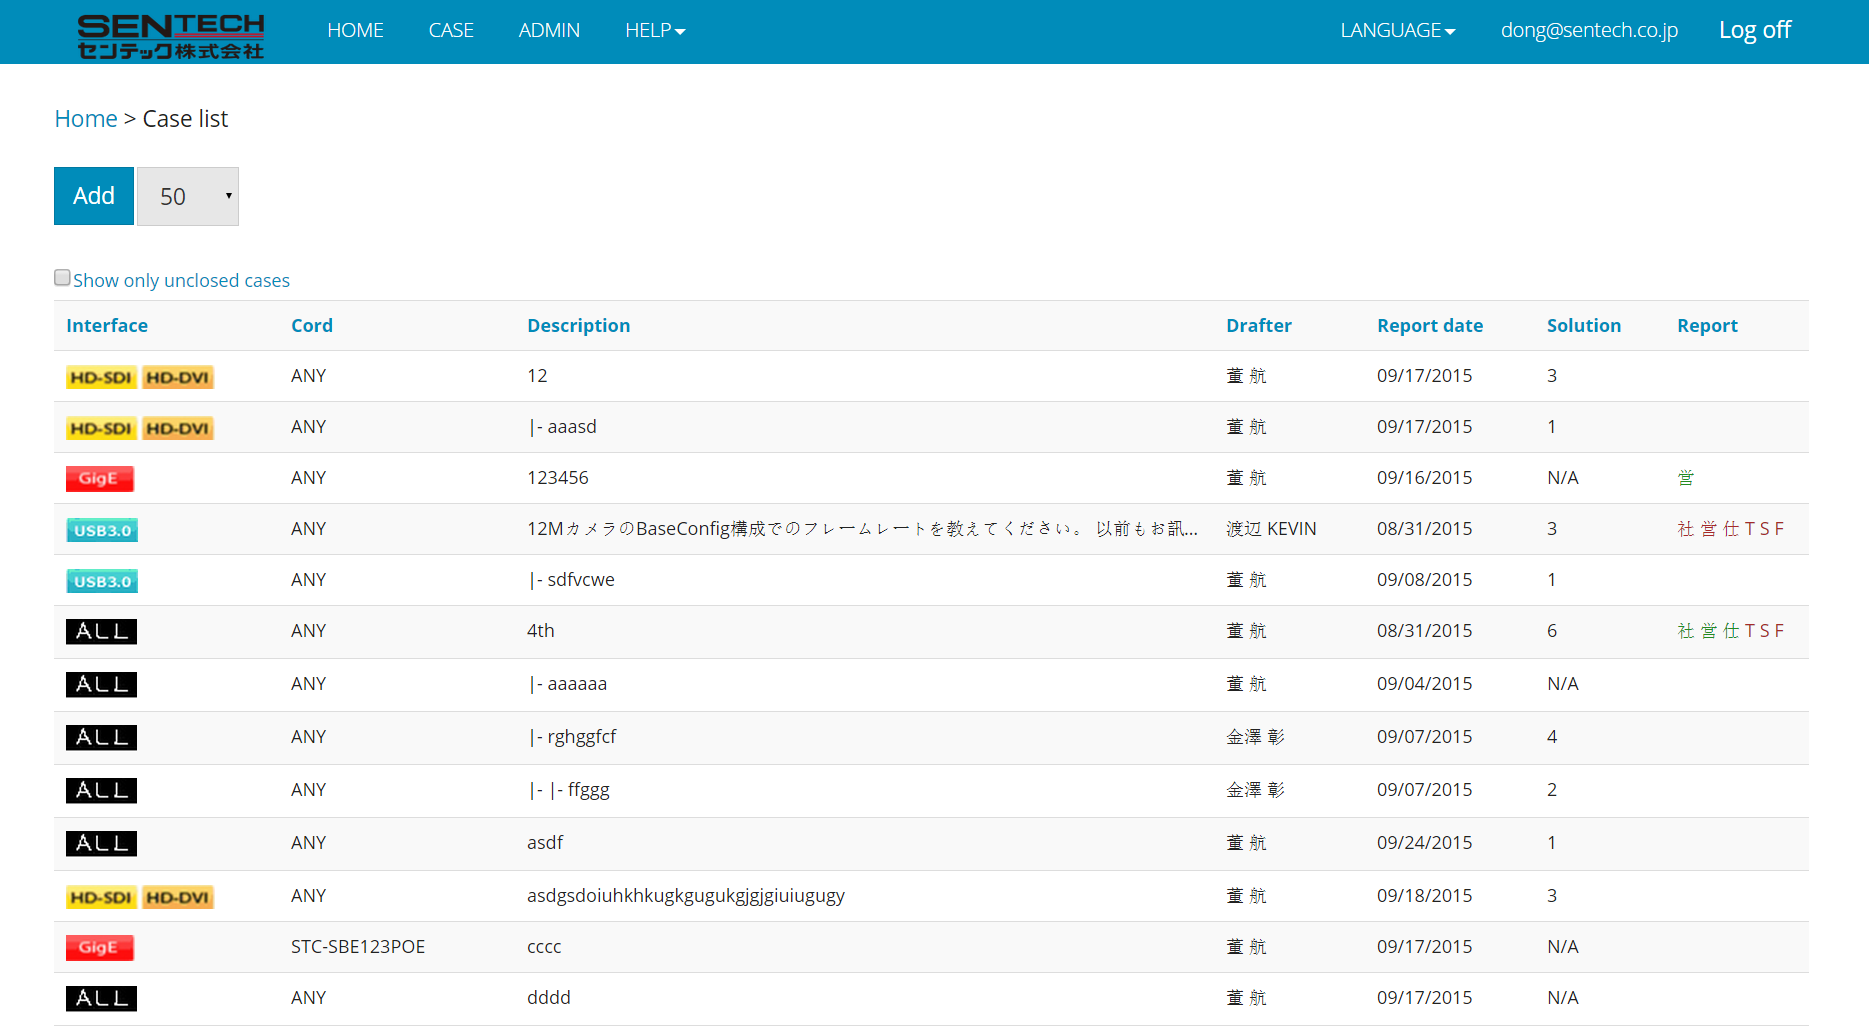 SENTECH
センテック株式会社
HOME CASE ADMIN HELP LANGUAGE dong@sentech.co.jp Log off
Home > Case list
Add 50
Show only unclosed cases
Interface Cord Description Drafter Report date Solution Report
HD-SDI HD-DVI ANY 12 董 航 09/17/2015 3
HD-SDI HD-DVI ANY |- aaasd 董 航 09/17/2015 1
GigE ANY 123456 董 航 09/16/2015 N/A 営
USB3.0 ANY 12MカメラのBaseConfig構成でのフレームレートを教えてください。 以前もお訊... 渡辺 KEVIN 08/31/2015 3 社 営 仕 T S F
USB3.0 ANY |- sdfvcwe 董 航 09/08/2015 1
ALL ANY 4th 董 航 08/31/2015 6 社 営 仕 T S F
ALL ANY |- aaaaaa 董 航 09/04/2015 N/A
ALL ANY |- rghggfcf 金澤 彰 09/07/2015 4
ALL ANY |- |- ffggg 金澤 彰 09/07/2015 2
ALL ANY asdf 董 航 09/24/2015 1
HD-SDI HD-DVI ANY asdgsdoiuhkhkugkgugukgjgjgiuiugugy 董 航 09/18/2015 3
GigE STC-SBE123POE cccc 董 航 09/17/2015 N/A
ALL ANY dddd 董 航 09/17/2015 N/A